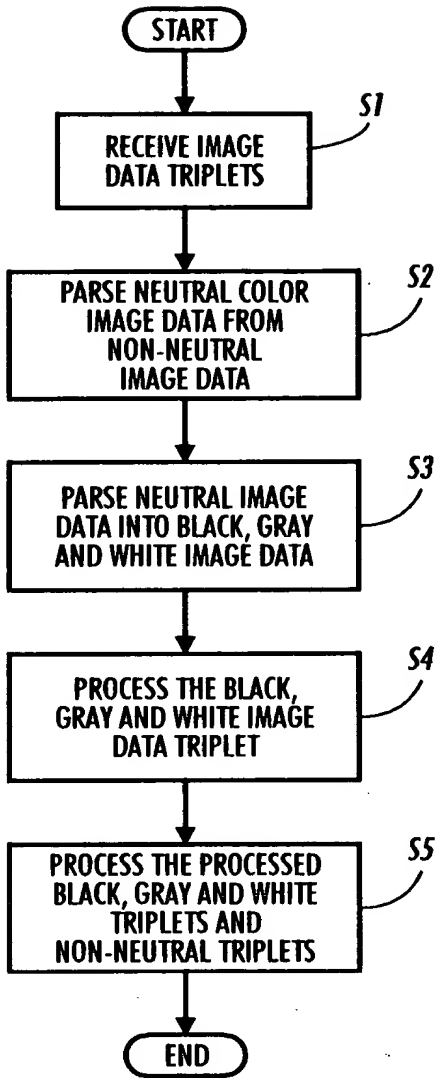 START
S1
RECEIVE IMAGE
DATA TRIPLETS
S2
PARSE NEUTRAL COLOR
IMAGE DATA FROM
NON-NEUTRAL
IMAGE DATA
S3
PARSE NEUTRAL IMAGE
DATA INTO BLACK, GRAY
AND WHITE IMAGE DATA
S4
PROCESS THE BLACK,
GRAY AND WHITE IMAGE
DATA TRIPLET
S5
PROCESS THE PROCESSED
BLACK, GRAY AND WHITE
TRIPLETS AND
NON-NEUTRAL TRIPLETS
END